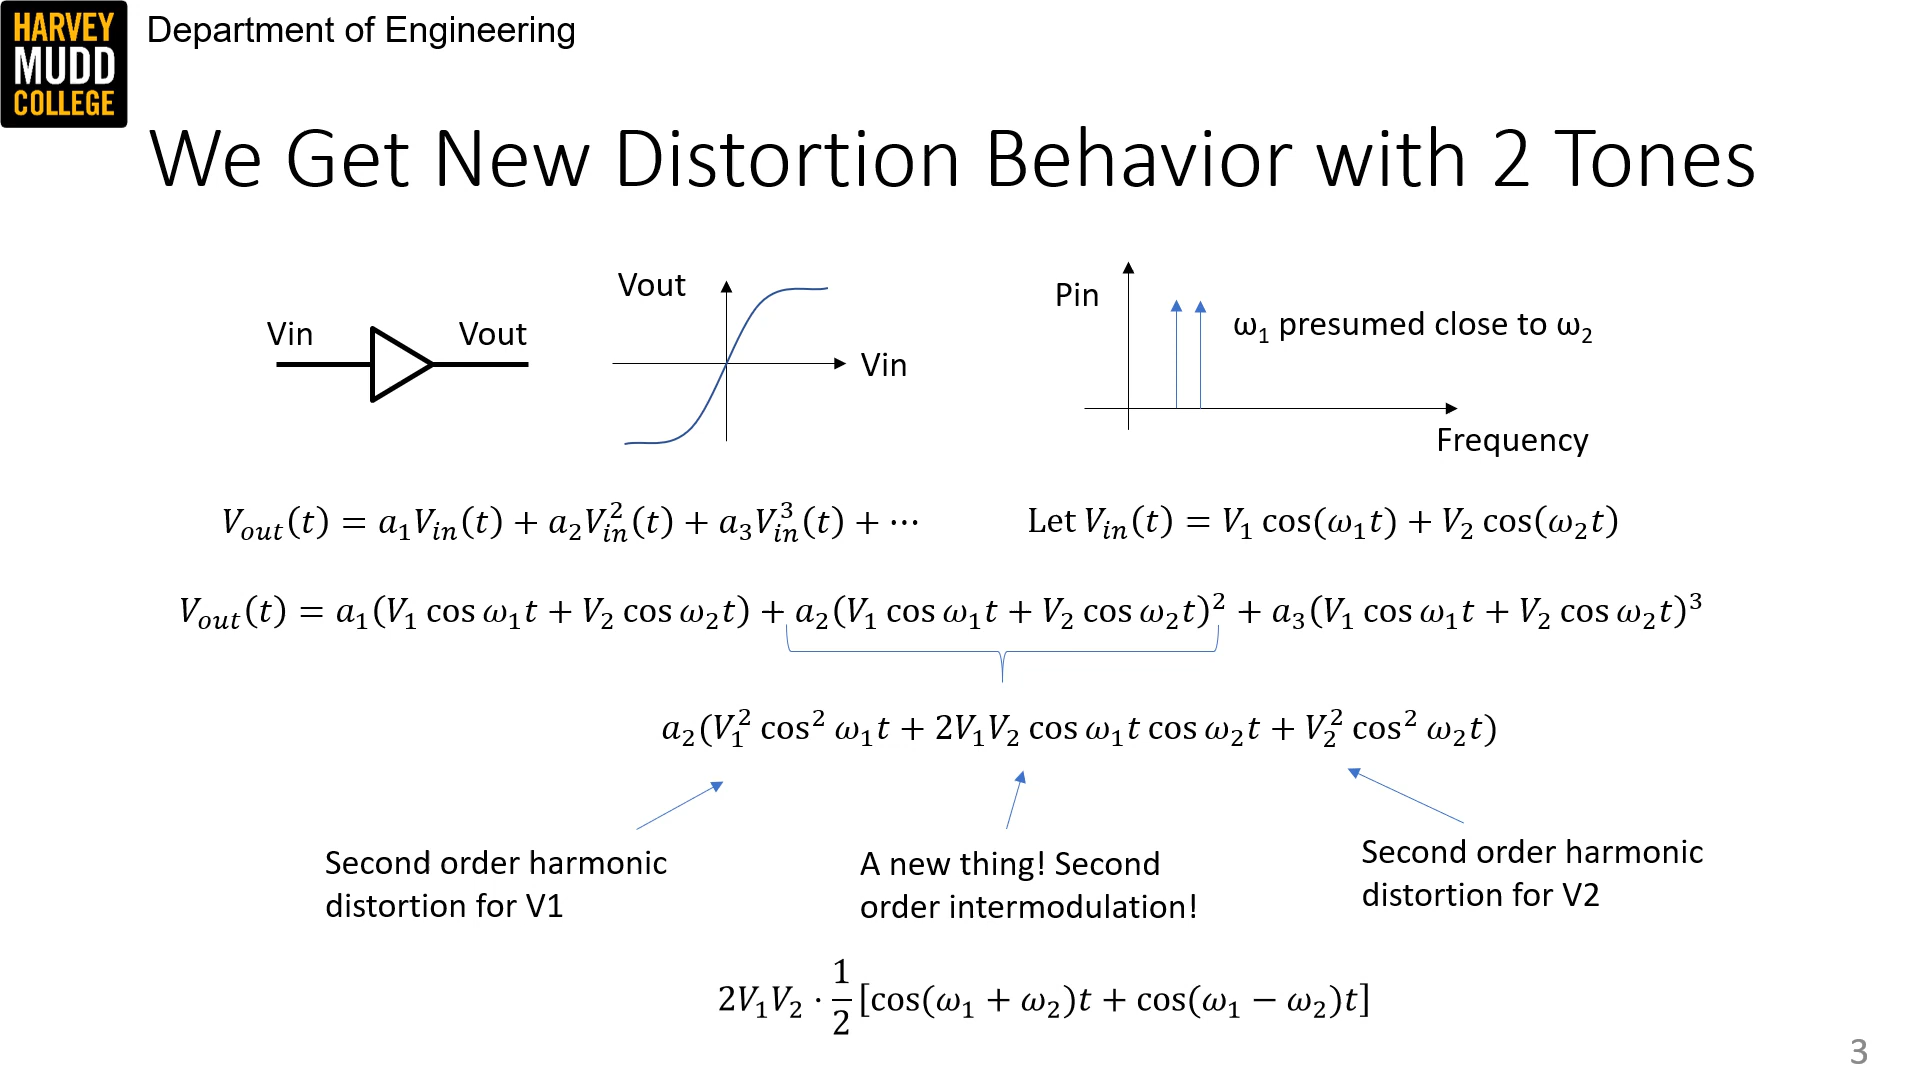 HARVEY
MUDD
COLLEGE
Department of Engineering
We Get New Distortion Behavior with 2 Tones
Vin
Vout
Vout
Vin
Pin
ω₁ presumed close to ω₂
Frequency
V_out(t) = a₁V_in(t) + a₂V_in²(t) + a₃V_in³(t) + ⋯
Let V_in(t) = V₁ cos(ω₁t) + V₂ cos(ω₂t)
V_out(t) = a₁(V₁ cos ω₁t + V₂ cos ω₂t) + a₂(V₁ cos ω₁t + V₂ cos ω₂t)² + a₃(V₁ cos ω₁t + V₂ cos ω₂t)³
a₂(V₁² cos² ω₁t + 2V₁V₂ cos ω₁t cos ω₂t + V₂² cos² ω₂t)
Second order harmonic
distortion for V1
A new thing! Second
order intermodulation!
Second order harmonic
distortion for V2
2V₁V₂ · 1/2 [cos(ω₁ + ω₂)t + cos(ω₁ − ω₂)t]
3